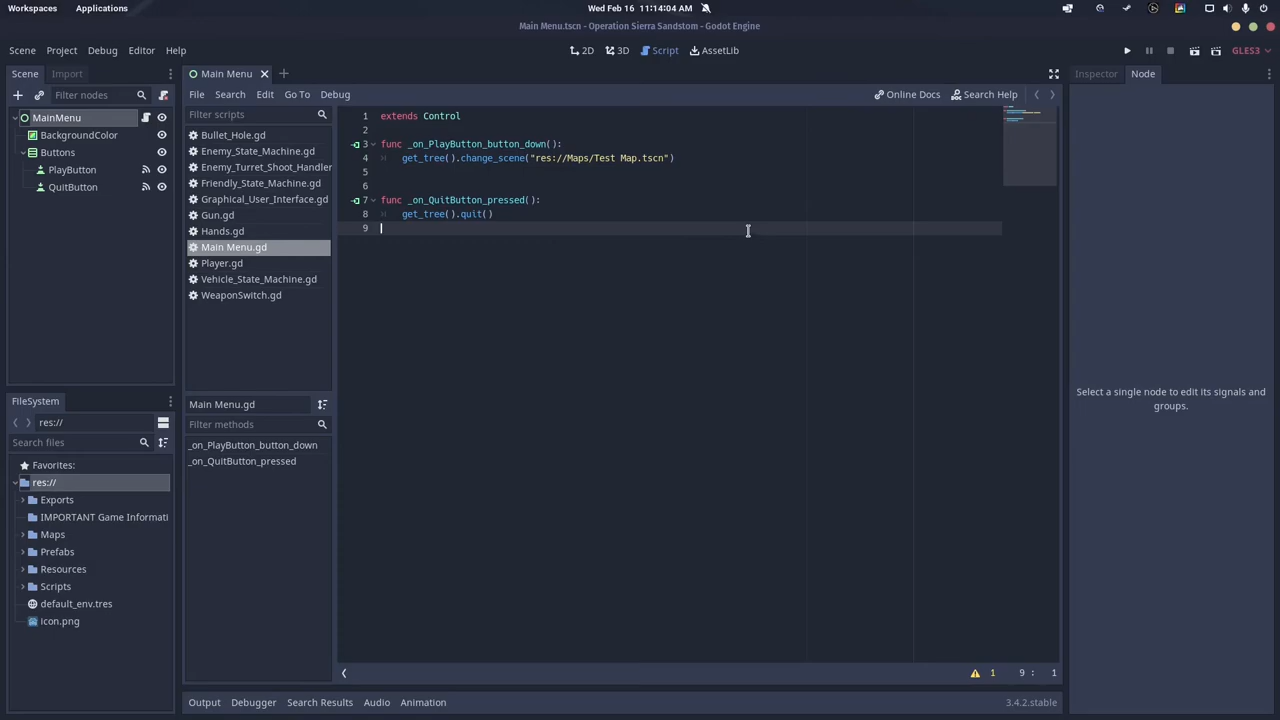 Workspaces Applications Wed Feb 16 11:14:04 AM
Main Menu.tscn - Operation Sierra Sandstom - Godot Engine
Scene Project Debug Editor Help 2D 3D Script AssetLib GLES3
Scene Import
Filter nodes
MainMenu
BackgroundColor
Buttons
PlayButton
QuitButton
FileSystem
res://
Search files
Favorites:
res://
Exports
IMPORTANT Game Informati
Maps
Prefabs
Resources
Scripts
default_env.tres
icon.png
Main Menu
File Search Edit Go To Debug Online Docs Search Help
Filter scripts
Bullet_Hole.gd
Enemy_State_Machine.gd
Enemy_Turret_Shoot_Handler
Friendly_State_Machine.gd
Graphical_User_Interface.gd
Gun.gd
Hands.gd
Main Menu.gd
Player.gd
Vehicle_State_Machine.gd
WeaponSwitch.gd
Main Menu.gd
Filter methods
_on_PlayButton_button_down
_on_QuitButton_pressed
1 extends Control
2
3 func _on_PlayButton_button_down():
4 get_tree().change_scene("res://Maps/Test Map.tscn")
5
6
7 func _on_QuitButton_pressed():
8 get_tree().quit()
9
1 9 : 1
Output Debugger Search Results Audio Animation 3.4.2.stable
Inspector Node
Select a single node to edit its signals and
groups.